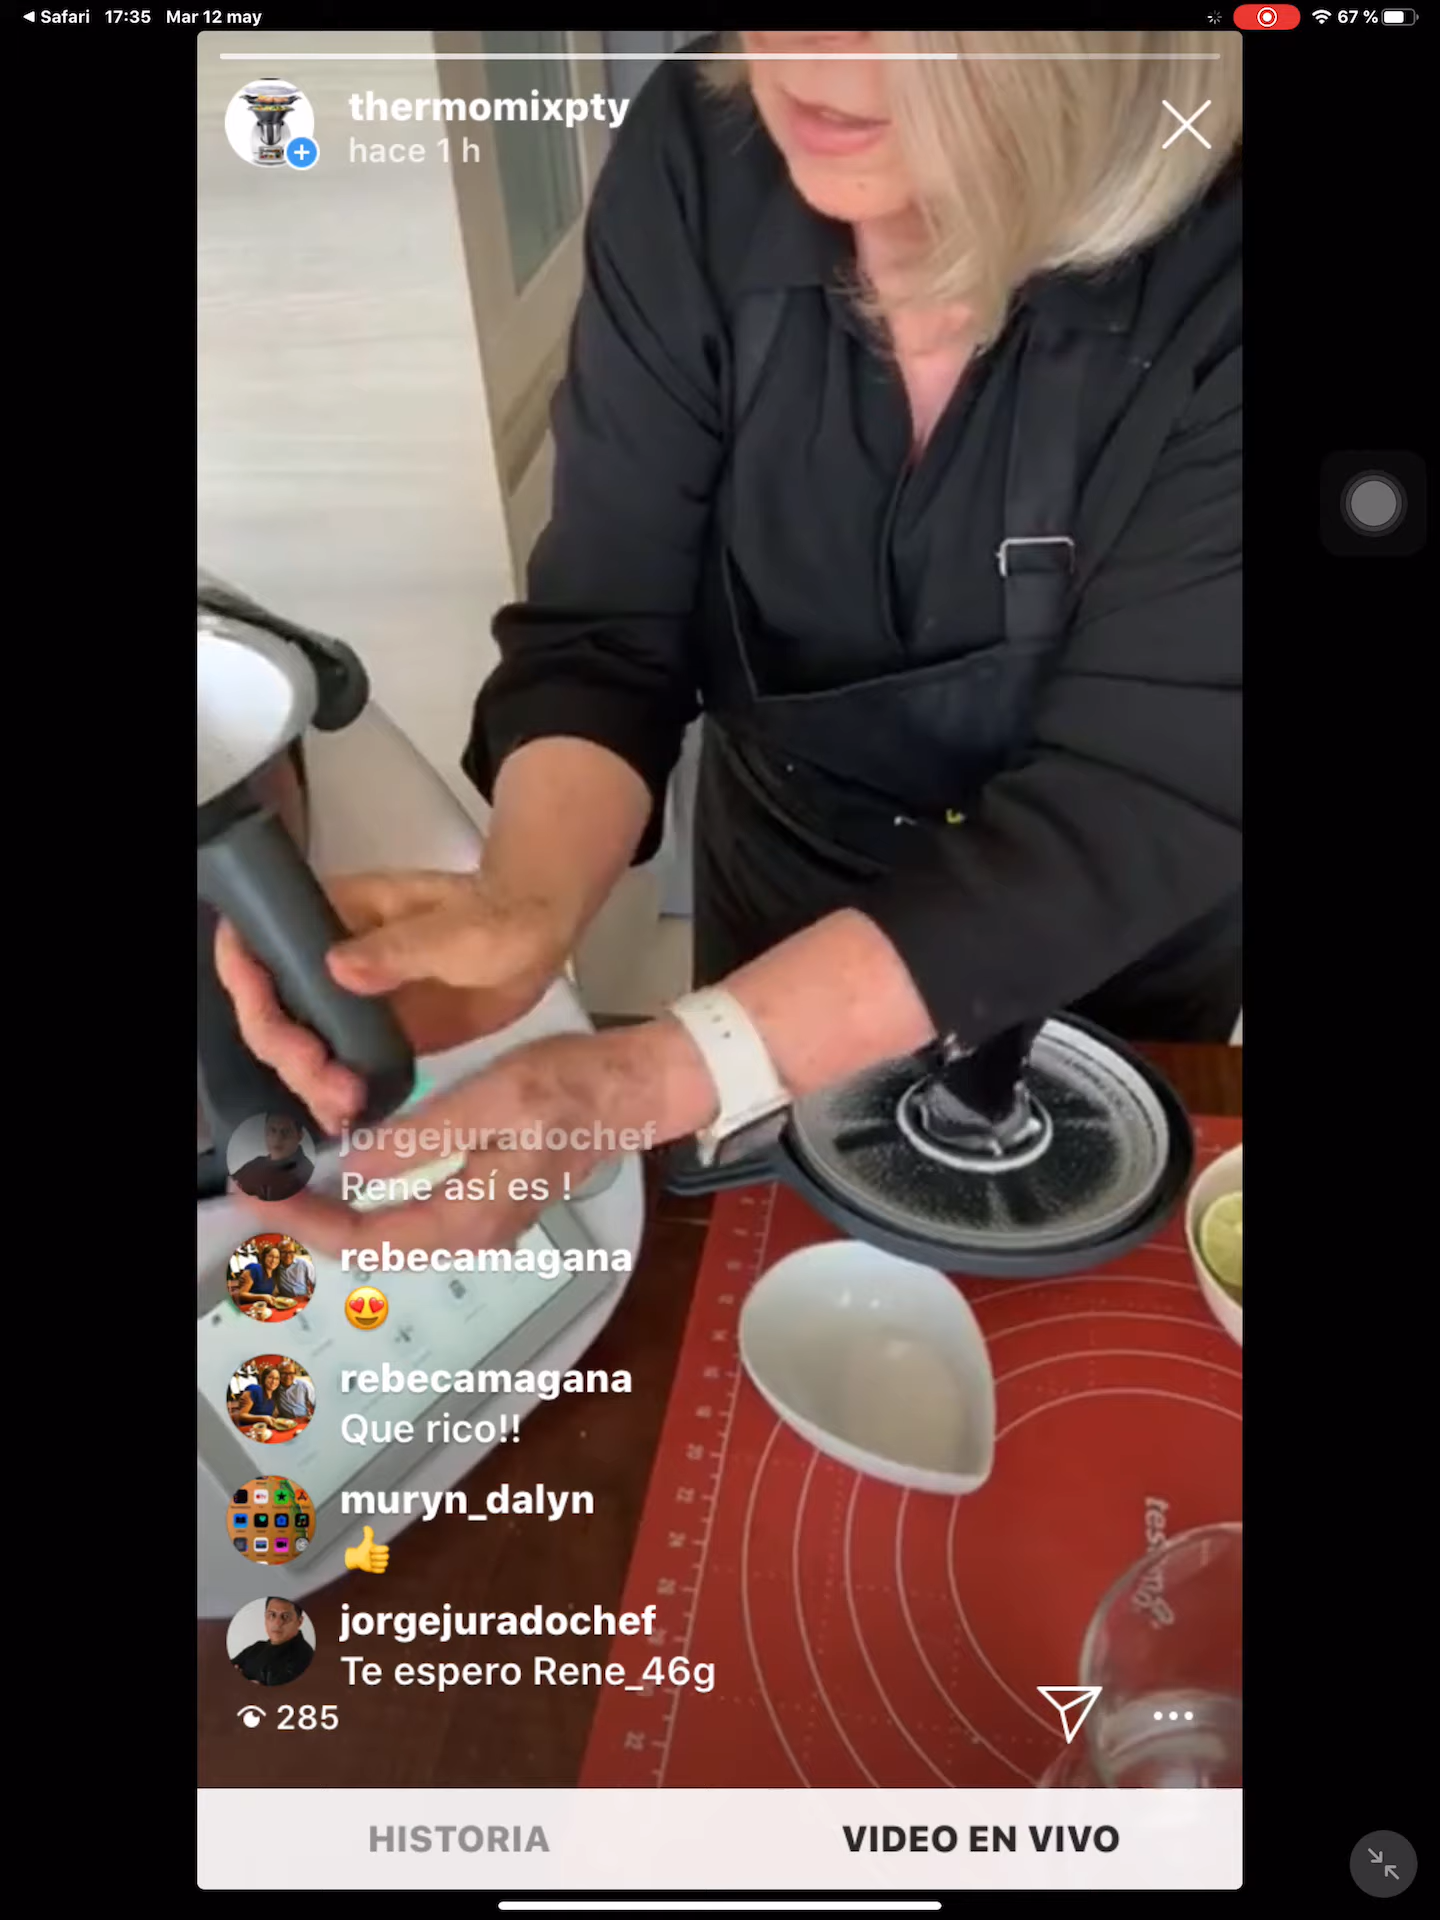 ◀ Safari 17:35 Mar 12 may 67 %
thermomixpty
hace 1 h
jorgejuradochef
Rene así es !
rebecamagana
😍
rebecamagana
Que rico!!
muryn_dalyn
👍
jorgejuradochef
Te espero Rene_46g
285
HISTORIA
VIDEO EN VIVO